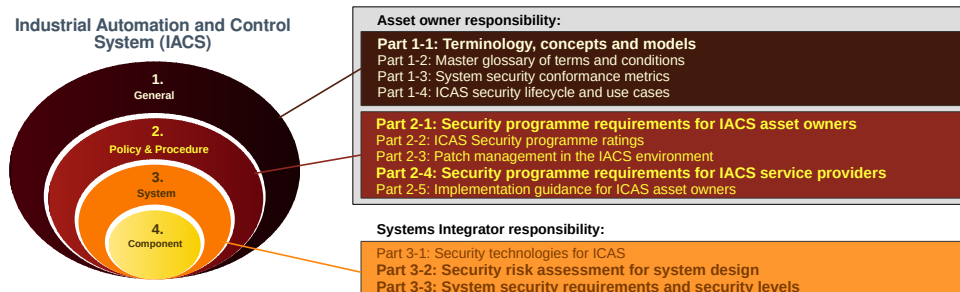 Industrial Automation and Control
System (IACS)
1.
General
2.
Policy & Procedure
3.
System
4.
Component
Asset owner responsibility:
Part 1-1: Terminology, concepts and models
Part 1-2: Master glossary of terms and conditions
Part 1-3: System security conformance metrics
Part 1-4: ICAS security lifecycle and use cases
Part 2-1: Security programme requirements for IACS asset owners
Part 2-2: ICAS Security programme ratings
Part 2-3: Patch management in the IACS environment
Part 2-4: Security programme requirements for IACS service providers
Part 2-5: Implementation guidance for ICAS asset owners
Systems Integrator responsibility:
Part 3-1: Security technologies for ICAS
Part 3-2: Security risk assessment for system design
Part 3-3: System security requirements and security levels